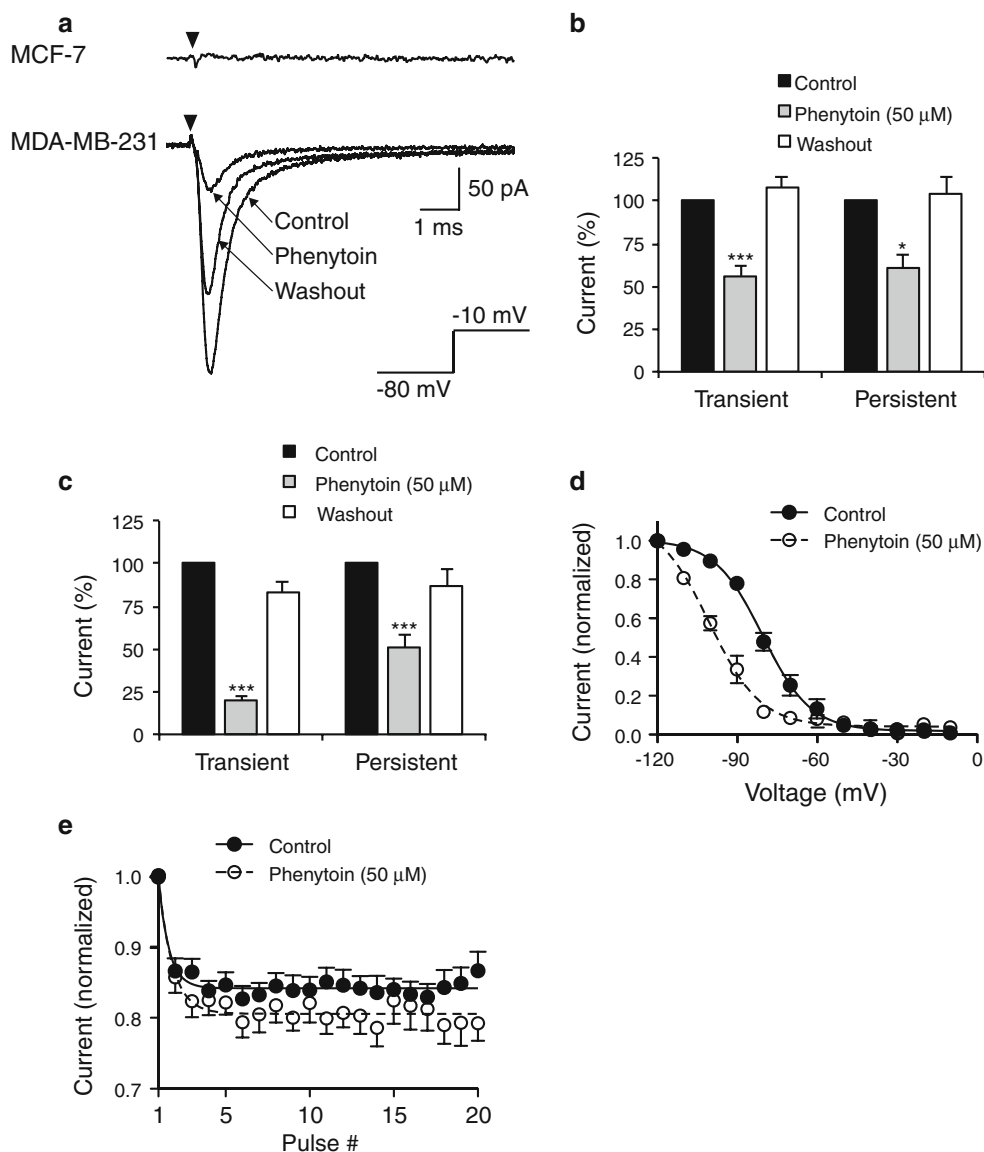 a
MCF-7
MDA-MB-231
50 pA
1 ms
Control
Phenytoin
Washout
-10 mV
-80 mV
b
Control
Phenytoin (50 μM)
Washout
Current (%)
125
100
75
50
25
0
***
*
Transient
Persistent
c
Control
Phenytoin (50 μM)
Washout
Current (%)
125
100
75
50
25
0
***
***
Transient
Persistent
d
Control
Phenytoin (50 μM)
Current (normalized)
1.0
0.8
0.6
0.4
0.2
0.0
-120
-90
-60
-30
0
Voltage (mV)
e
Control
Phenytoin (50 μM)
Current (normalized)
1.0
0.9
0.8
0.7
1
5
10
15
20
Pulse #